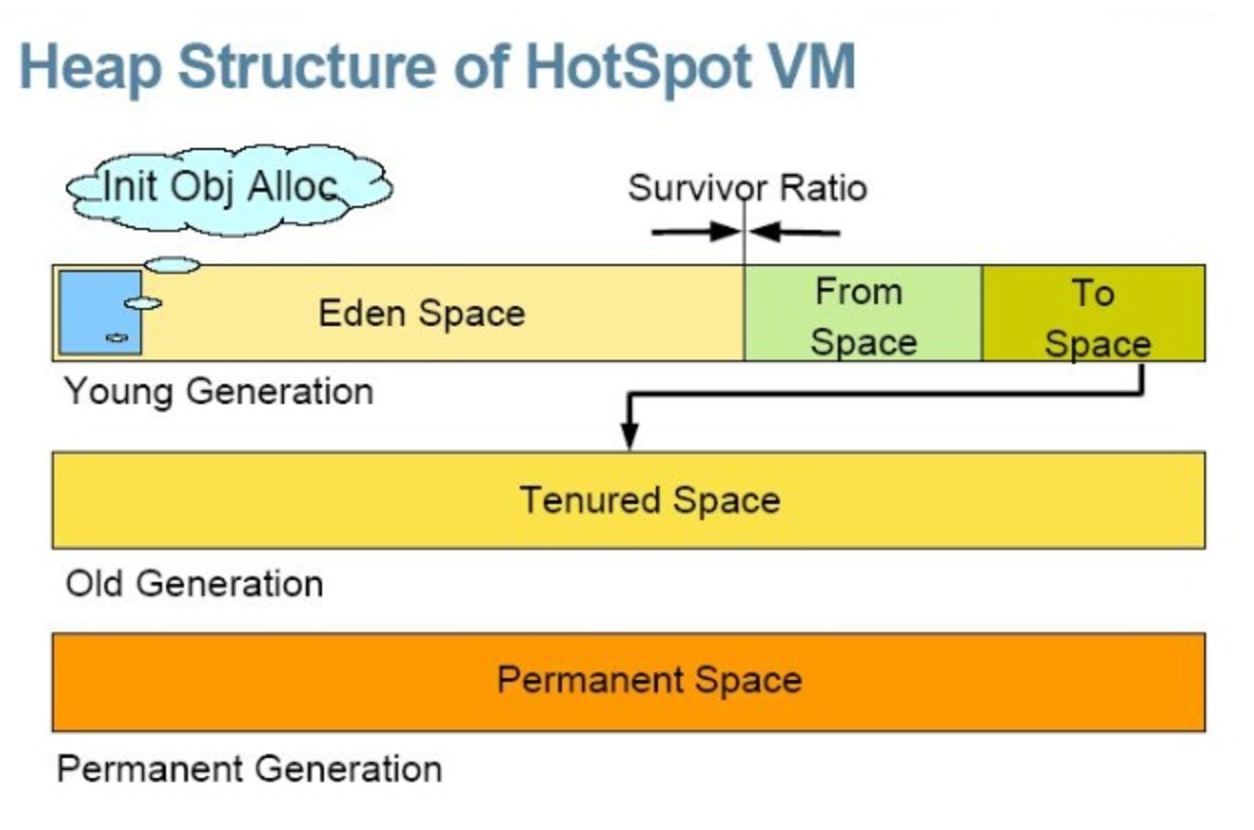 Heap Structure of HotSpot VM
Init Obj Alloc
Survivor Ratio
Eden Space
From
Space
To
Space
Young Generation
Tenured Space
Old Generation
Permanent Space
Permanent Generation